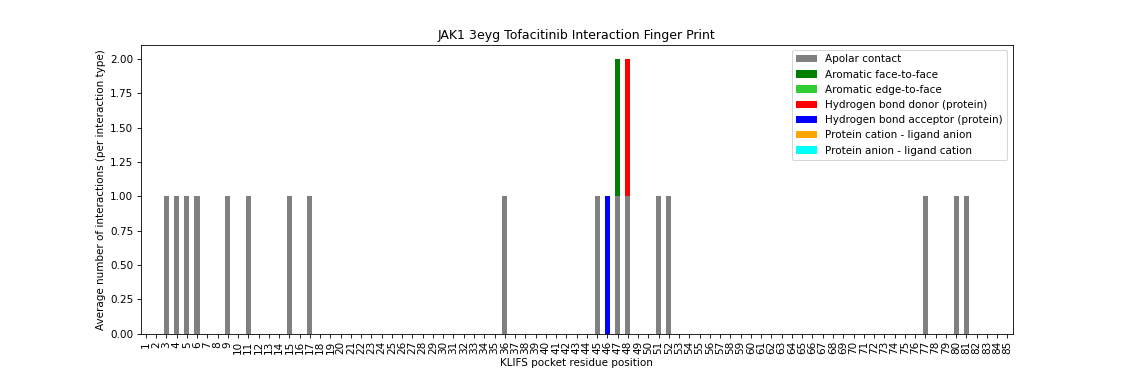 JAK1 3eyg Tofacitinib Interaction Finger Print
Average number of interactions (per interaction type)
2.00
1.75
1.50
1.25
1.00
0.75
0.50
0.25
0.00
Apolar contact
Aromatic face-to-face
Aromatic edge-to-face
Hydrogen bond donor (protein)
Hydrogen bond acceptor (protein)
Protein cation - ligand anion
Protein anion - ligand cation
1 2 3 4 5 6 7 8 9 10 11 12 13 14 15 16 17 18 19 20 21 22 23 24 25 26 27 28 29 30 31 32 33 34 35 36 37 38 39 40 41 42 43 44 45 46 47 48 49 50 51 52 53 54 55 56 57 58 59 60 61 62 63 64 65 66 67 68 69 70 71 72 73 74 75 76 77 78 79 80 81 82 83 84 85
KLIFS pocket residue position